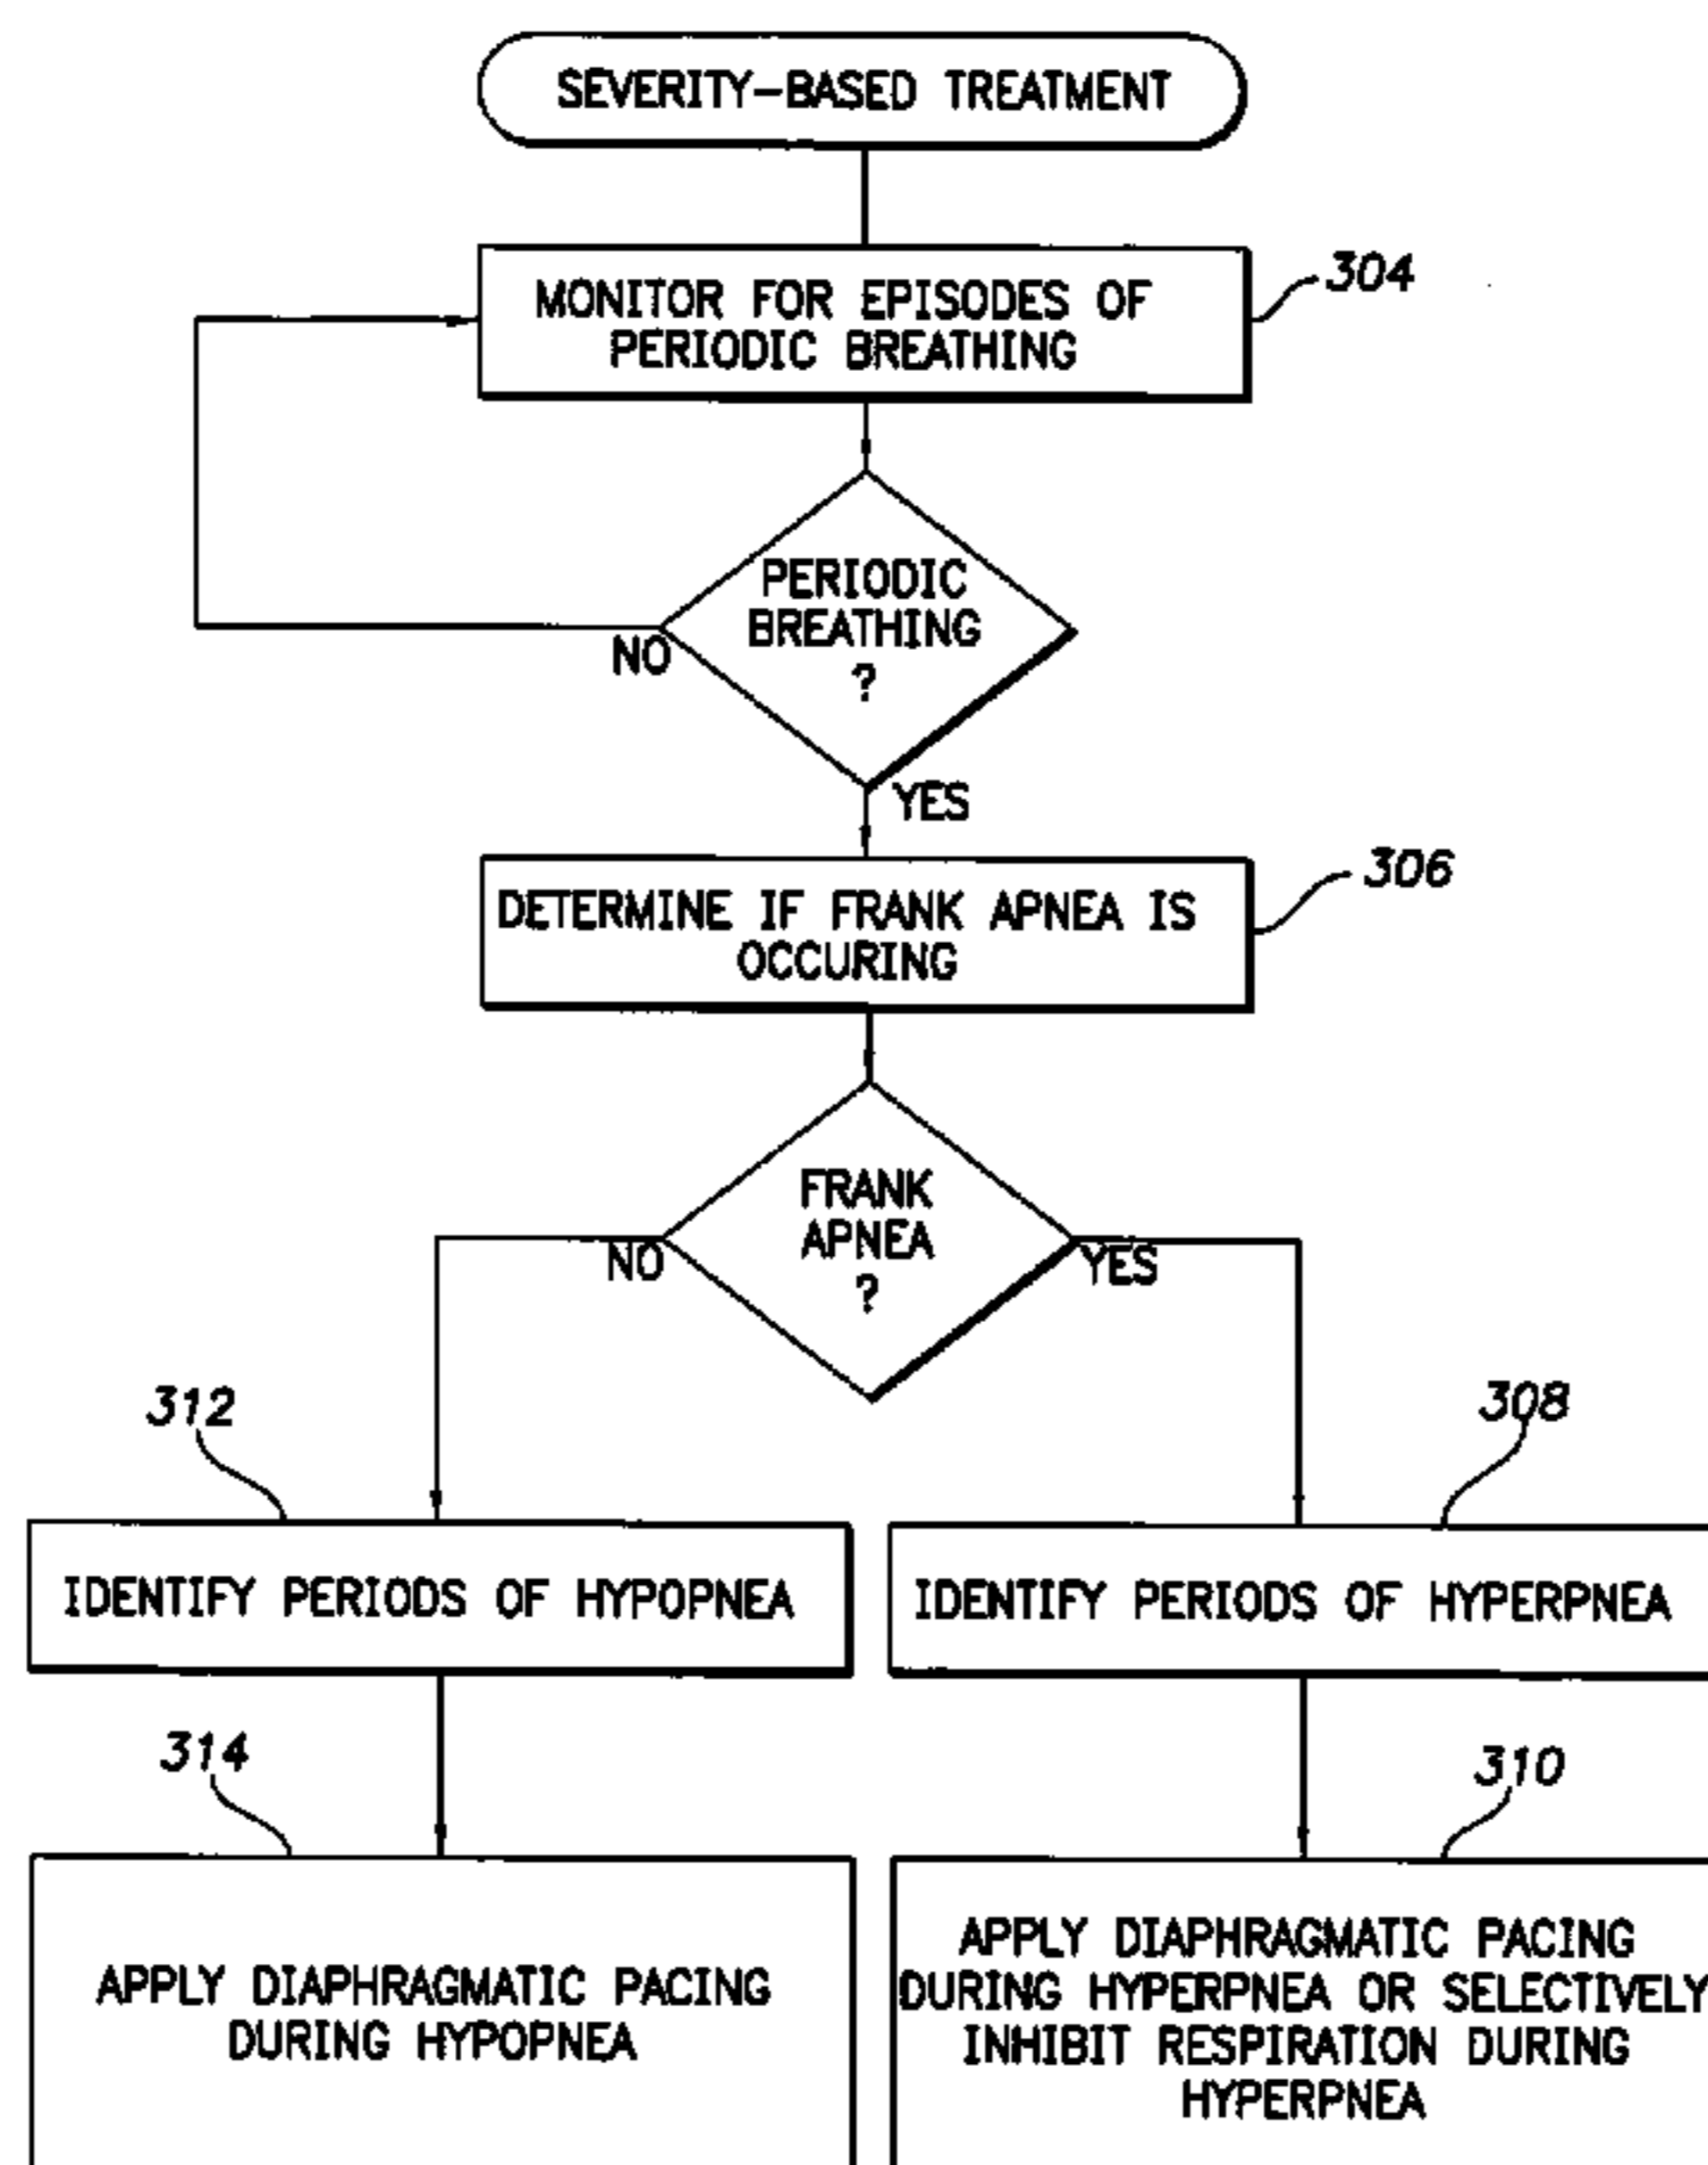 SEVERITY-BASED TREATMENT
304
MONITOR FOR EPISODES OF
PERIODIC BREATHING
PERIODIC
BREATHING
?
NO
YES
306
DETERMINE IF FRANK APNEA IS
OCCURING
FRANK
APNEA
?
NO
YES
312
308
IDENTIFY PERIODS OF HYPOPNEA
IDENTIFY PERIODS OF HYPERPNEA
314
310
APPLY DIAPHRAGMATIC PACING
DURING HYPOPNEA
APPLY DIAPHRAGMATIC PACING
DURING HYPERPNEA OR SELECTIVELY
INHIBIT RESPIRATION DURING
HYPERPNEA